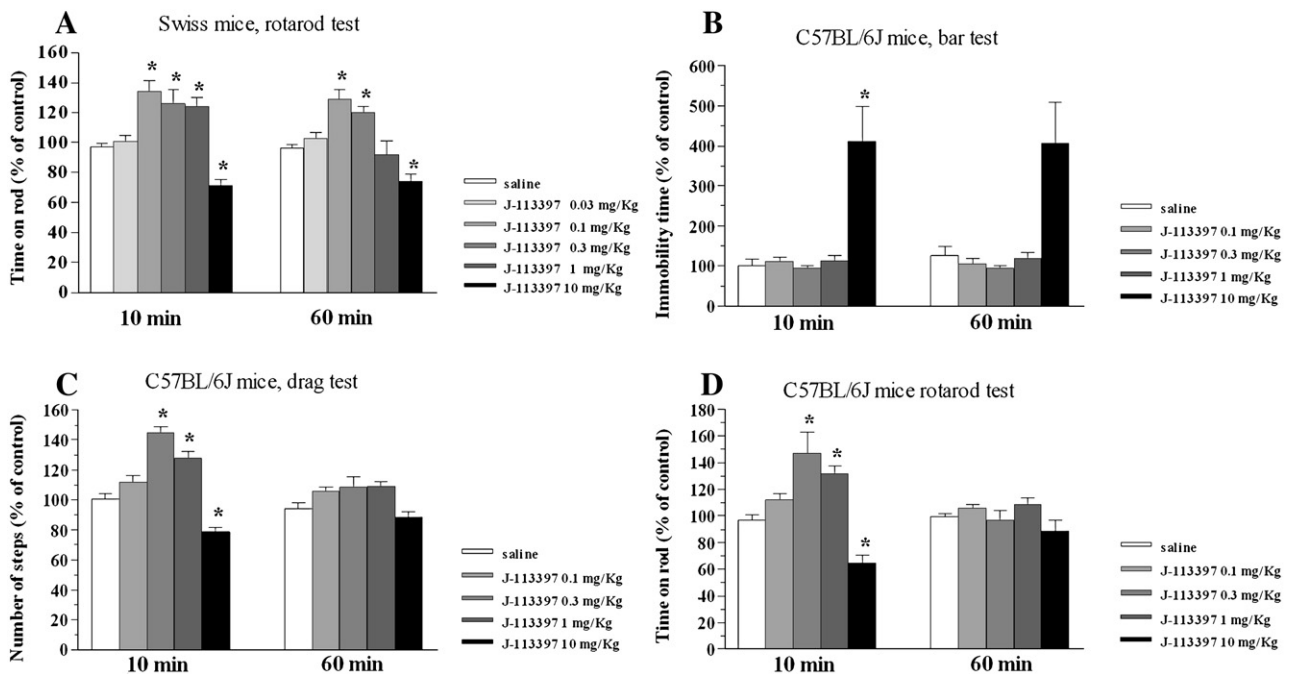 A
Swiss mice, rotarod test
Time on rod (% of control)
160
140
120
100
80
60
40
20
0
* * * *
* * *
10 min
60 min
saline
J-113397 0.03 mg/Kg
J-113397 0.1 mg/Kg
J-113397 0.3 mg/Kg
J-113397 1 mg/Kg
J-113397 10 mg/Kg
B
C57BL/6J mice, bar test
Immobility time (% of control)
600
500
400
300
200
100
0
*
10 min
60 min
saline
J-113397 0.1 mg/Kg
J-113397 0.3 mg/Kg
J-113397 1 mg/Kg
J-113397 10 mg/Kg
C
C57BL/6J mice, drag test
Number of steps (% of control)
160
140
120
100
80
60
40
20
0
* * *
10 min
60 min
saline
J-113397 0.1 mg/Kg
J-113397 0.3 mg/Kg
J-113397 1 mg/Kg
J-113397 10 mg/Kg
D
C57BL/6J mice rotarod test
Time on rod (% of control)
180
160
140
120
100
80
60
40
20
0
* * *
10 min
60 min
saline
J-113397 0.1 mg/Kg
J-113397 0.3 mg/Kg
J-113397 1 mg/Kg
J-113397 10 mg/Kg